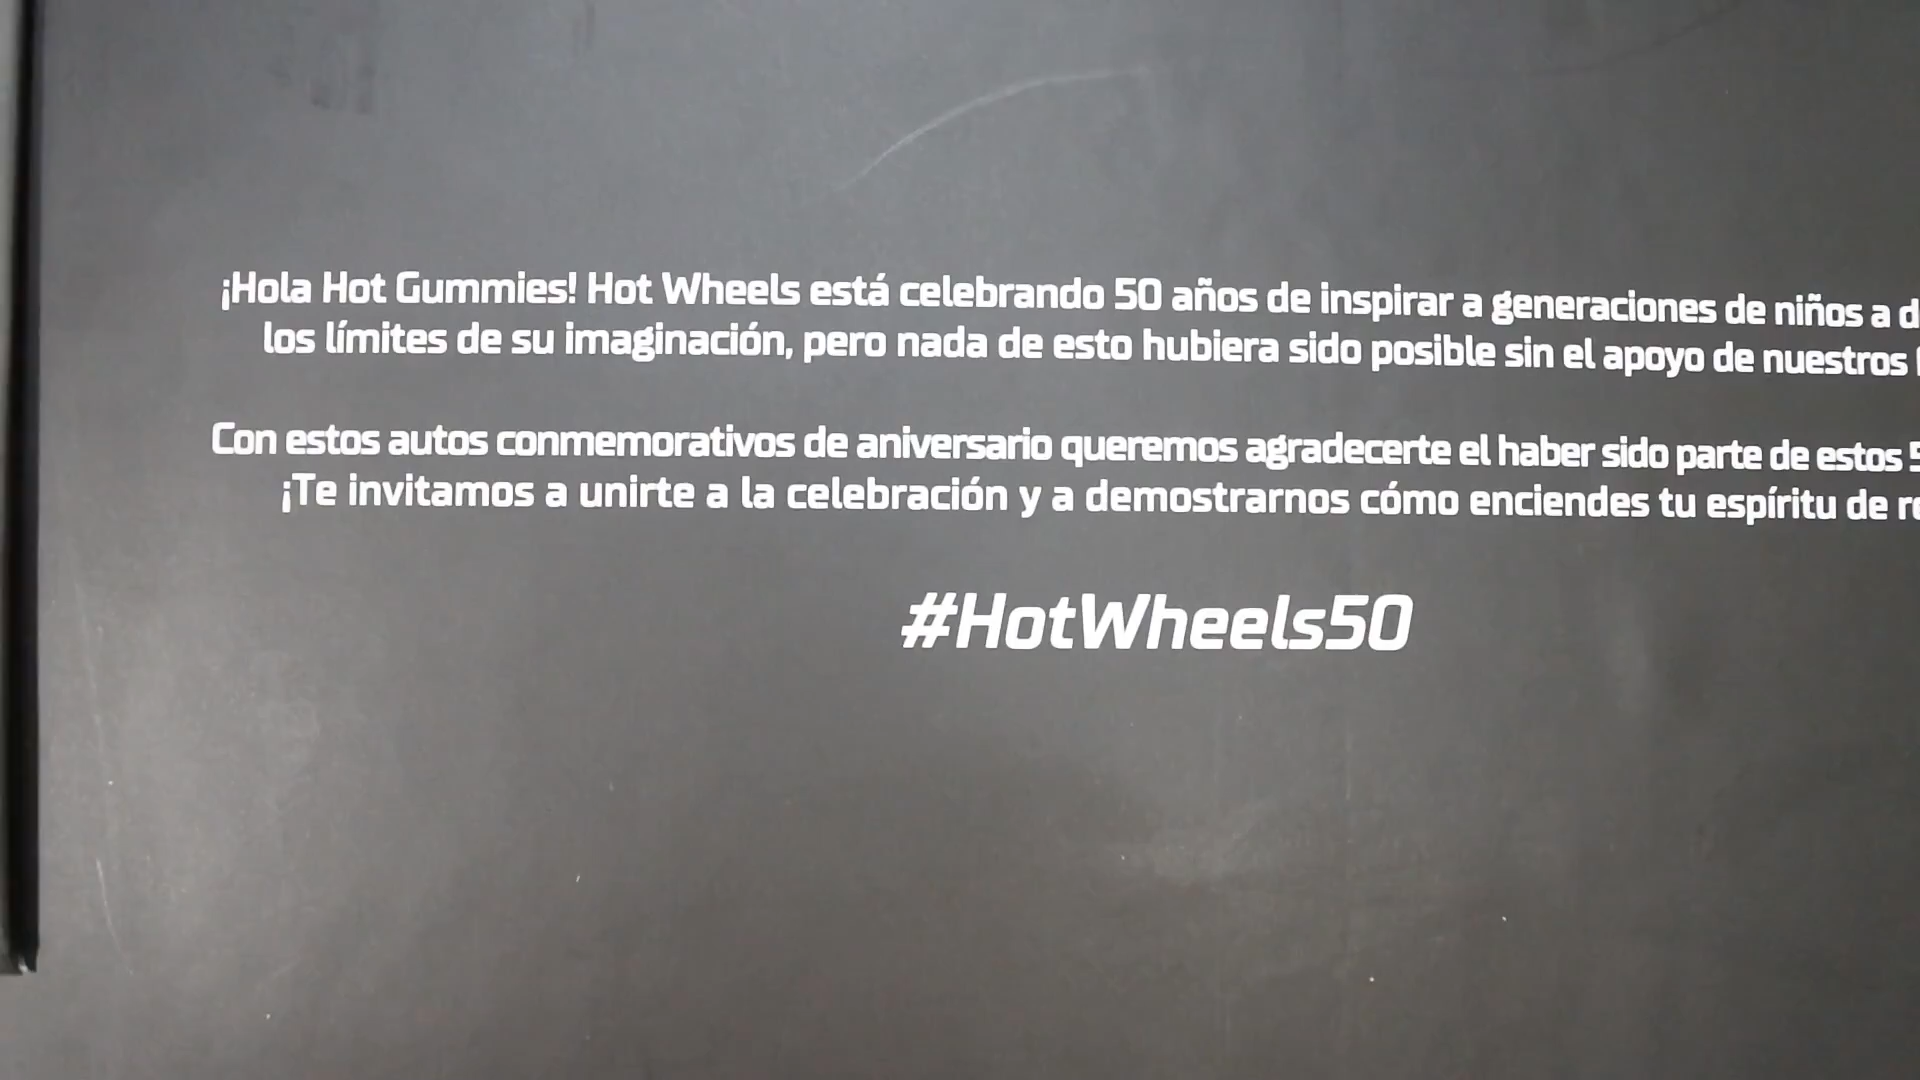 ¡Hola Hot Gummies! Hot Wheels está celebrando 50 años de inspirar a generaciones de niños a
los límites de su imaginación, pero nada de esto hubiera sido posible sin el apoyo de nuestros
Con estos autos conmemorativos de aniversario queremos agradecerte el haber sido parte de estos
¡Te invitamos a unirte a la celebración y a demostrarnos cómo enciendes tu espíritu de
#HotWheels50